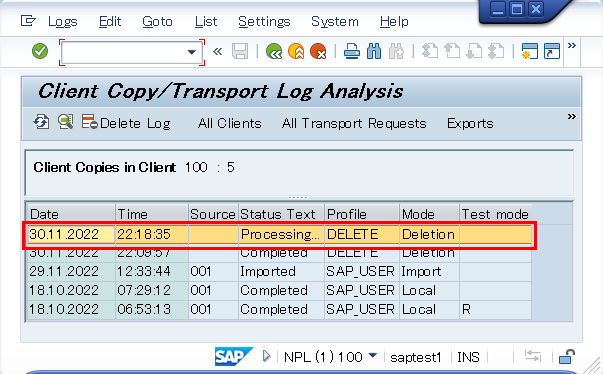 Logs Edit Goto List Settings System Help
«
»
Client Copy/Transport Log Analysis
Delete Log All Clients All Transport Requests Exports »
Client Copies in Client 100 : 5
Date Time Source Status Text Profile Mode Test mode
30.11.2022 22:18:35 Processing... DELETE Deletion
30.11.2022 22:09:57 Completed DELETE Deletion
29.11.2022 12:33:44 001 Imported SAP_USER Import
18.10.2022 07:29:12 001 Completed SAP_USER Local
18.10.2022 06:53:13 001 Completed SAP_USER Local R
SAP NPL (1) 100 saptest1 INS